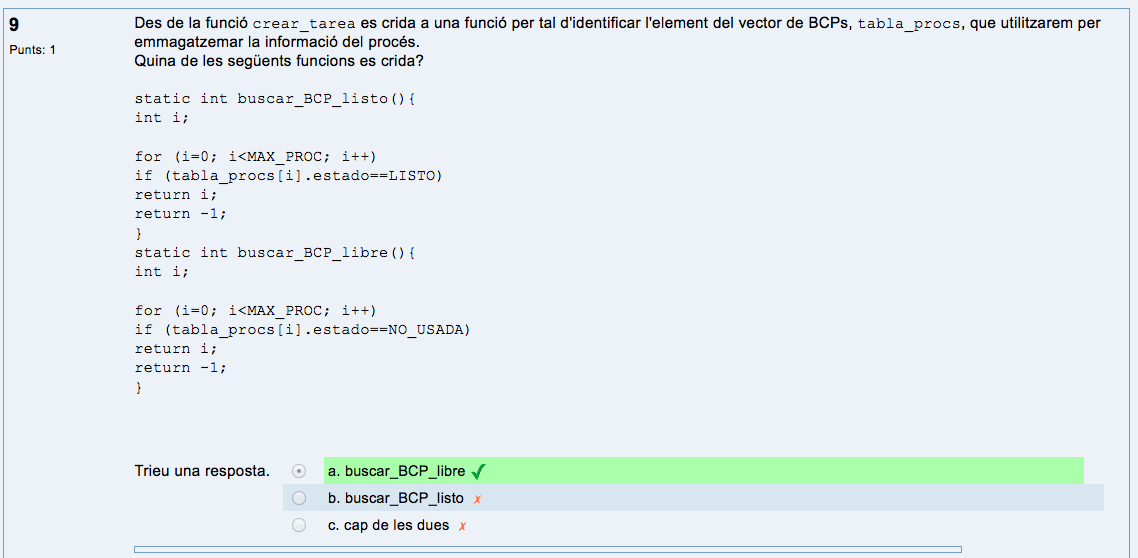 9
Punts: 1
Des de la funció crear_tarea es crida a una funció per tal d'identificar l'element del vector de BCPs, tabla_procs, que utilitzarem per
emmagatzemar la informació del procés.
Quina de les següents funcions es crida?
static int buscar_BCP_listo(){
int i;
for (i=0; i<MAX_PROC; i++)
if (tabla_procs[i].estado==LISTO)
return i;
return -1;
}
static int buscar_BCP_libre(){
int i;
for (i=0; i<MAX_PROC; i++)
if (tabla_procs[i].estado==NO_USADA)
return i;
return -1;
}
Trieu una resposta.
a. buscar_BCP_libre ✓
b. buscar_BCP_listo ✗
c. cap de les dues ✗